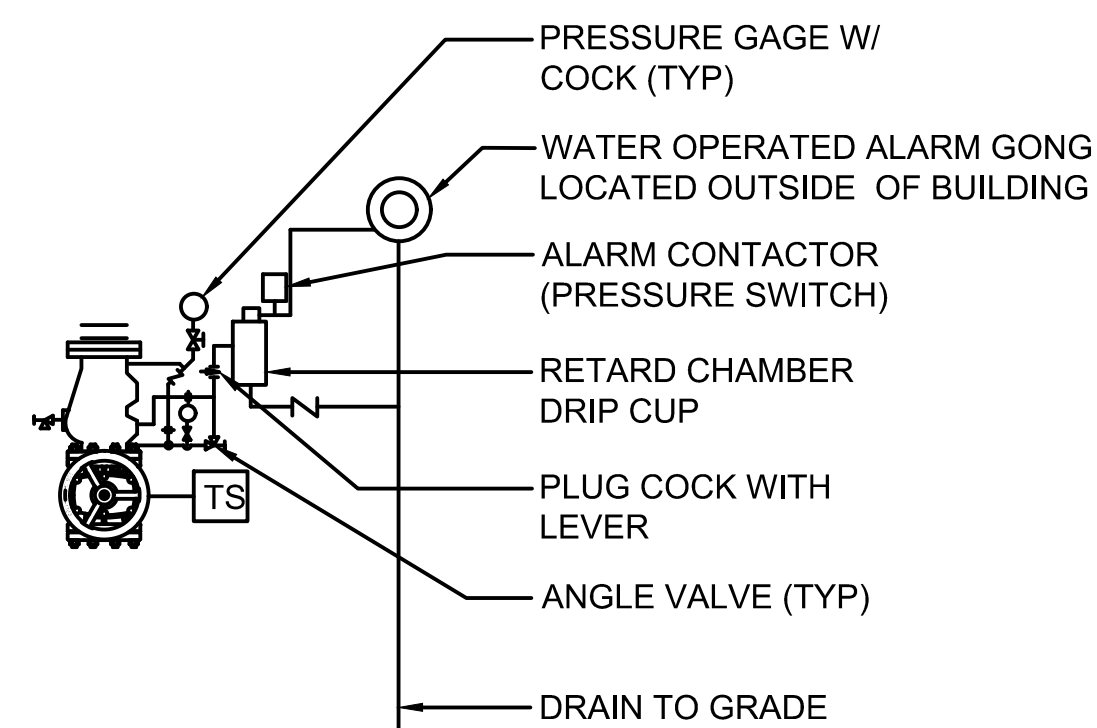 PRESSURE GAGE W/
COCK (TYP)
WATER OPERATED ALARM GONG
LOCATED OUTSIDE OF BUILDING
ALARM CONTACTOR
(PRESSURE SWITCH)
RETARD CHAMBER
DRIP CUP
TS
PLUG COCK WITH
LEVER
ANGLE VALVE (TYP)
DRAIN TO GRADE